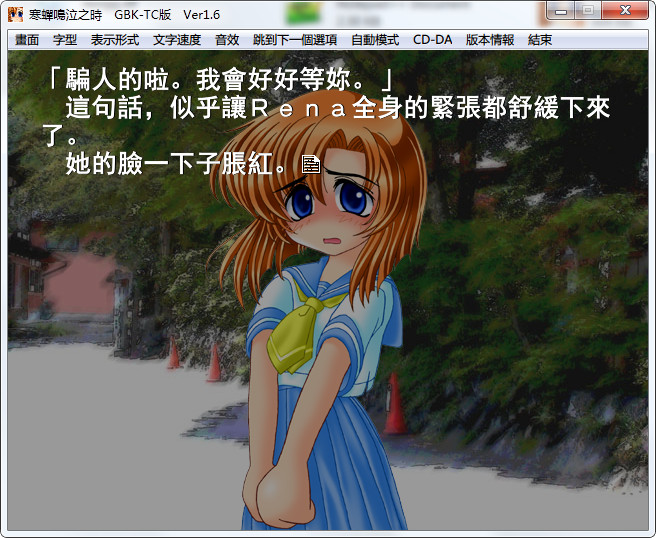 寒蟬鳴泣之時 GBK-TC版 Ver1.6
畫面 字型 表示形式 文字速度 音效 跳到下一個選項 自動模式 CD-DA 版本情報 結束
「騙人的啦。我會好好等妳。」
這句話，似乎讓Ｒｅｎａ全身的緊張都舒緩下來
了。
她的臉一下子脹紅。